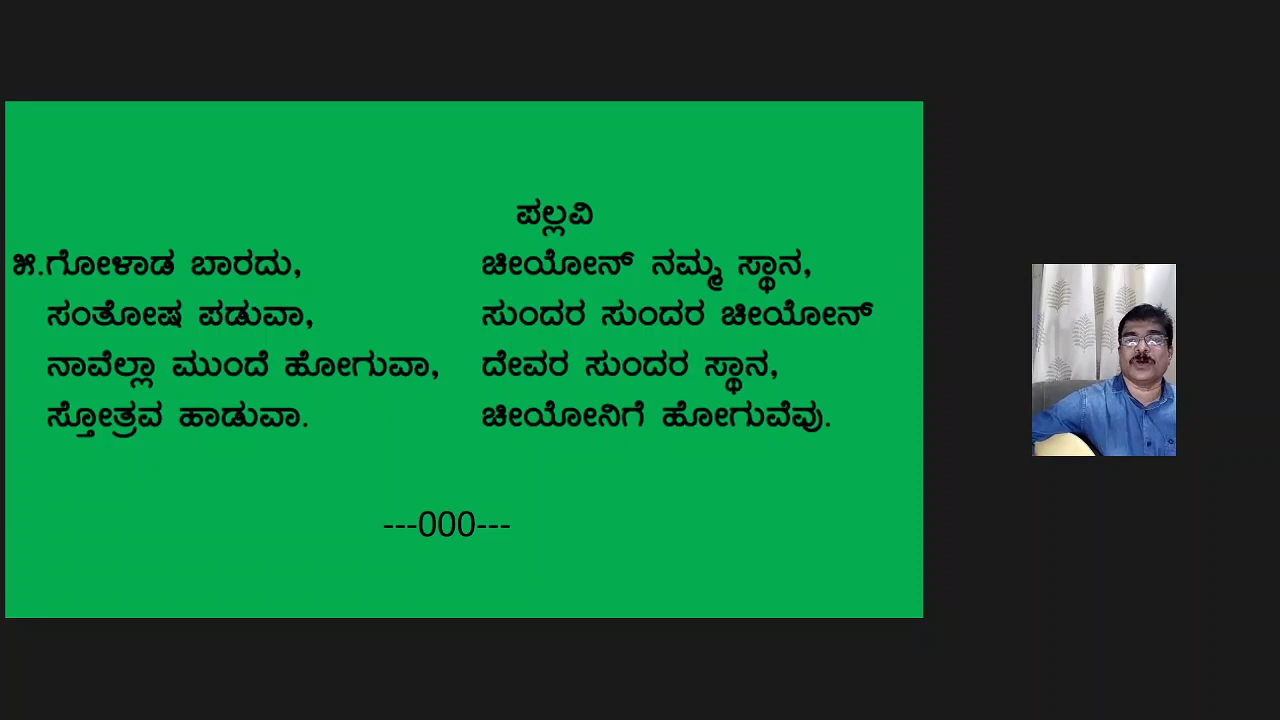 ೫.ಗೋಳಾಡ ಬಾರದು,
ಸಂತೋಷ ಪಡುವಾ,
ನಾವೆಲ್ಲಾ ಮುಂದೆ ಹೋಗುವಾ,
ಸ್ತೋತ್ರವ ಹಾಡುವಾ.
ಪಲ್ಲವಿ
ಚೀಯೋನ್ ನಮ್ಮ ಸ್ಥಾನ,
ಸುಂದರ ಸುಂದರ ಚೀಯೋನ್
ದೇವರ ಸುಂದರ ಸ್ಥಾನ,
ಚೀಯೋನಿಗೆ ಹೋಗುವೆವು.
---000---